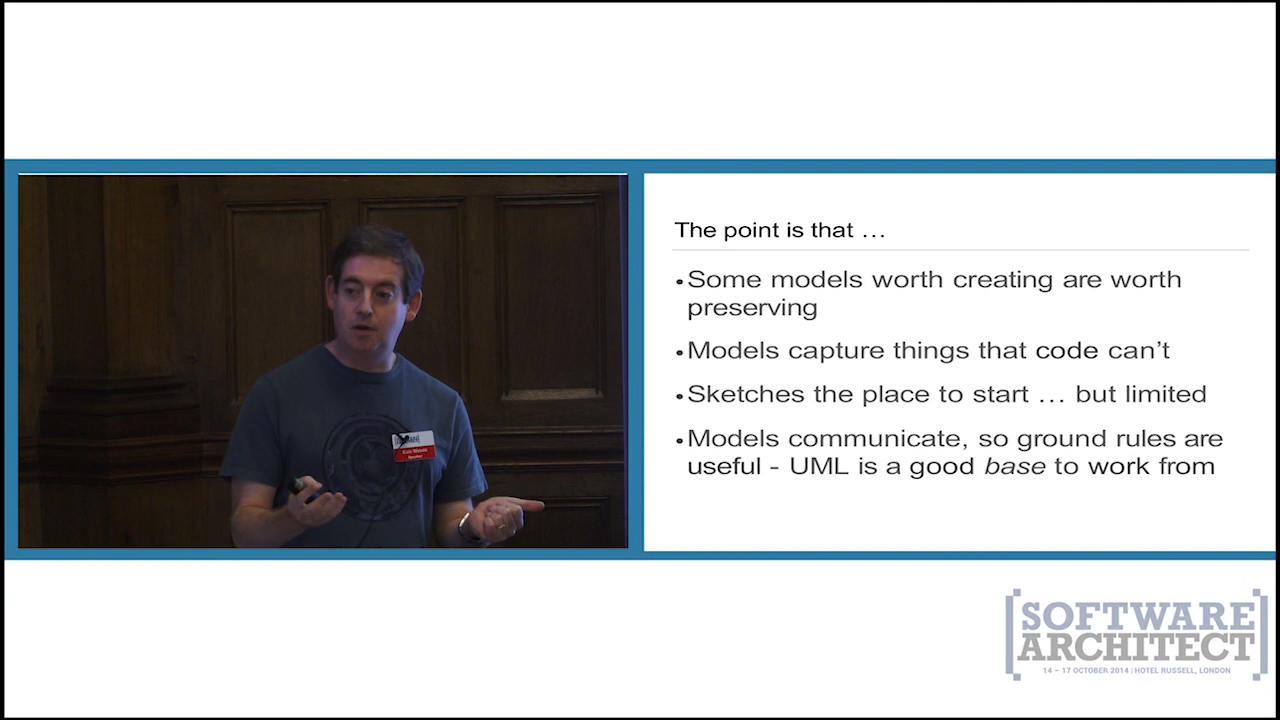 The point is that …
•Some models worth creating are worth
preserving
•Models capture things that code can’t
•Sketches the place to start … but limited
•Models communicate, so ground rules are
useful - UML is a good base to work from
Speaker
[SOFTWARE
ARCHITECT]
14 – 17 OCTOBER 2014 | HOTEL RUSSELL, LONDON